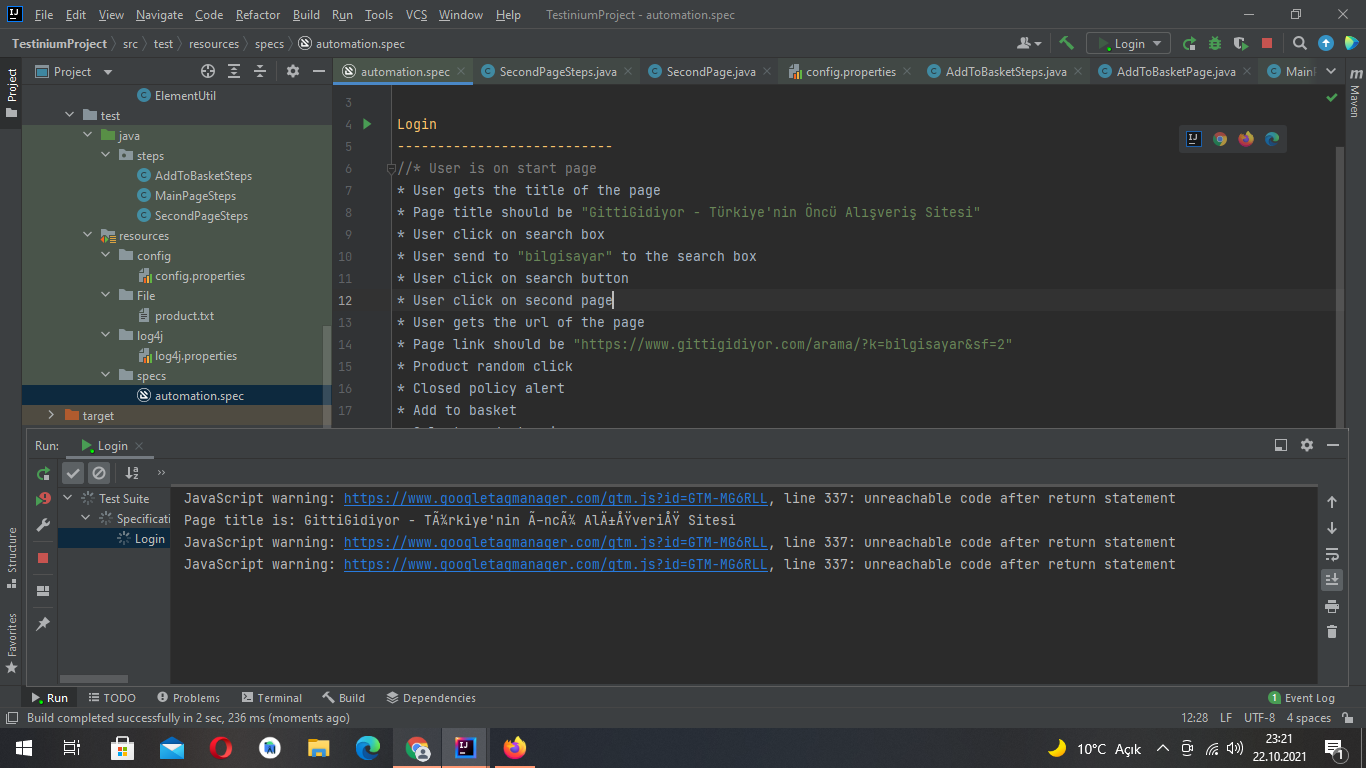 File Edit View Navigate Code Refactor Build Run Tools VCS Window Help TestiniumProject - automation.spec
TestiniumProject src test resources specs automation.spec Login
Project
Project
automation.spec SecondPageSteps.java SecondPage.java config.properties AddToBasketSteps.java AddToBasketPage.java
Maven
ElementUtil
test
java
steps
AddToBasketSteps
MainPageSteps
SecondPageSteps
resources
config
config.properties
File
product.txt
log4j
log4j.properties
specs
automation.spec
target
3
4 Login
5 ---------------------------
6 //* User is on start page
7 * User gets the title of the page
8 * Page title should be "GittiGidiyor - Türkiye'nin Öncü Alışveriş Sitesi"
9 * User click on search box
10 * User send to "bilgisayar" to the search box
11 * User click on search button
12 * User click on second page
13 * User gets the url of the page
14 * Page link should be "https://www.gittigidiyor.com/arama/?k=bilgisayar&sf=2"
15 * Product random click
16 * Closed policy alert
17 * Add to basket
Run: Login
Test Suite
Specificati
Login
JavaScript warning: https://www.googletagmanager.com/gtm.js?id=GTM-MG6RLL, line 337: unreachable code after return statement
Page title is: GittiGidiyor - TÃ¼rkiye'nin Ã–ncÃ¼ AlÄ±ÅŸveriÅŸ Sitesi
JavaScript warning: https://www.googletagmanager.com/gtm.js?id=GTM-MG6RLL, line 337: unreachable code after return statement
JavaScript warning: https://www.googletagmanager.com/gtm.js?id=GTM-MG6RLL, line 337: unreachable code after return statement
Structure
Favorites
Run TODO Problems Terminal Build Dependencies 1 Event Log
Build completed successfully in 2 sec, 236 ms (moments ago) 12:28 LF UTF-8 4 spaces
10°C Açık
23:21
22.10.2021
1